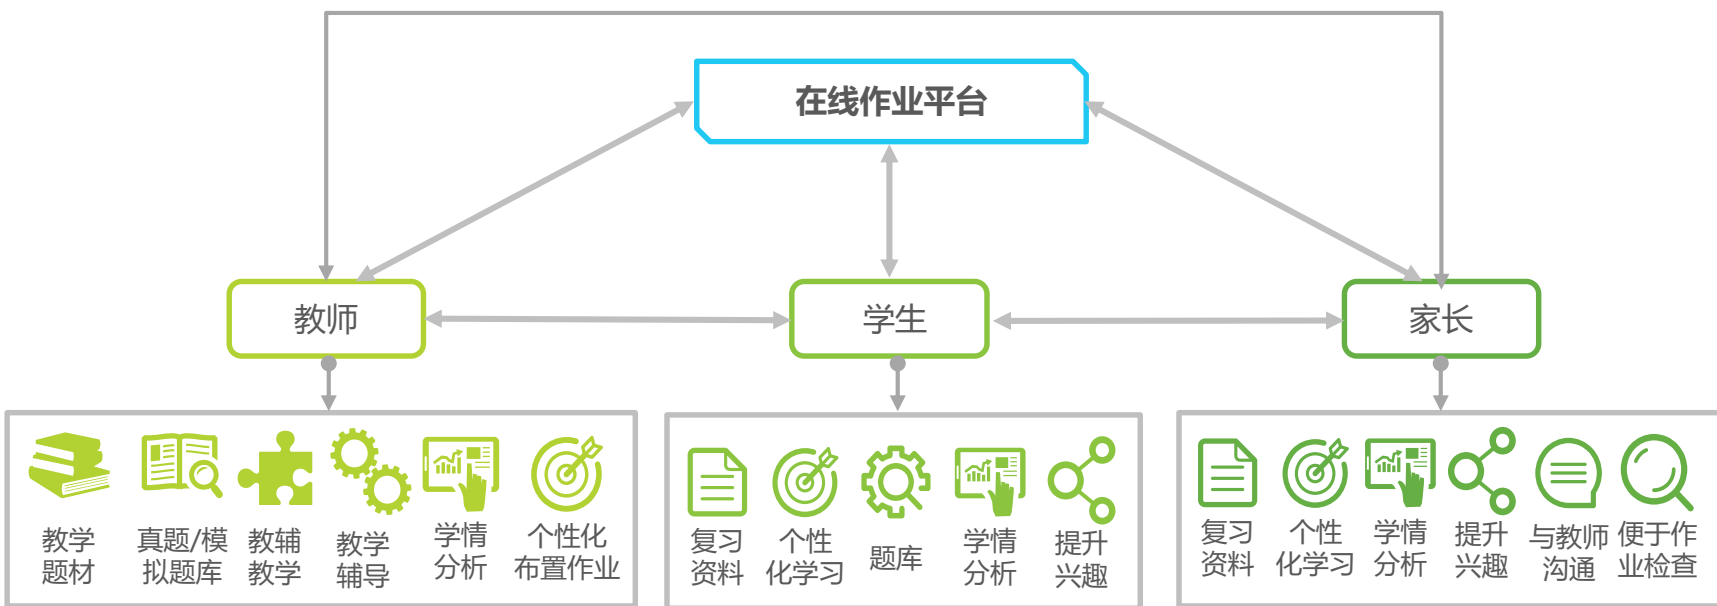 在线作业平台
教师
学生
家长
教学
题材
真题/模
拟题库
教辅
教学
教学
辅导
学情
分析
个性化
布置作业
复习
资料
个性
化学习
题库
学情
分析
提升
兴趣
复习
资料
个性
化学习
学情
分析
提升
兴趣
与教师
沟通
便于作
业检查